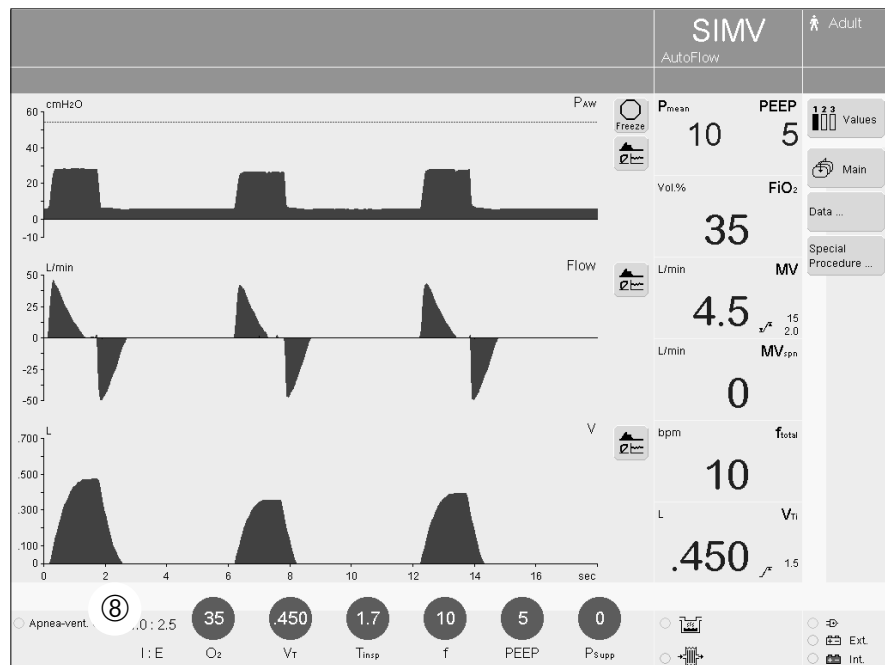 SIMV
AutoFlow
Adult
cmH2O
PAW
60
40
20
0
-10
Freeze
Pmean
PEEP
10
5
1 2 3
Values
Main
Vol.%
FiO2
35
Data ...
Special
Procedure ...
L/min
Flow
50
25
0
-25
-50
L/min
MV
4.5
15
2.0
L/min
MVspn
0
L
V
.700
.500
.300
.100
0
0 2 4 6 8 10 12 14 16 sec
bpm
ftotal
10
L
VTi
.450
1.5
Apnea-vent.
⑧
.0 : 2.5
35
.450
1.7
10
5
0
I : E
O2
VT
Tinsp
f
PEEP
Psupp
Ext.
Int.